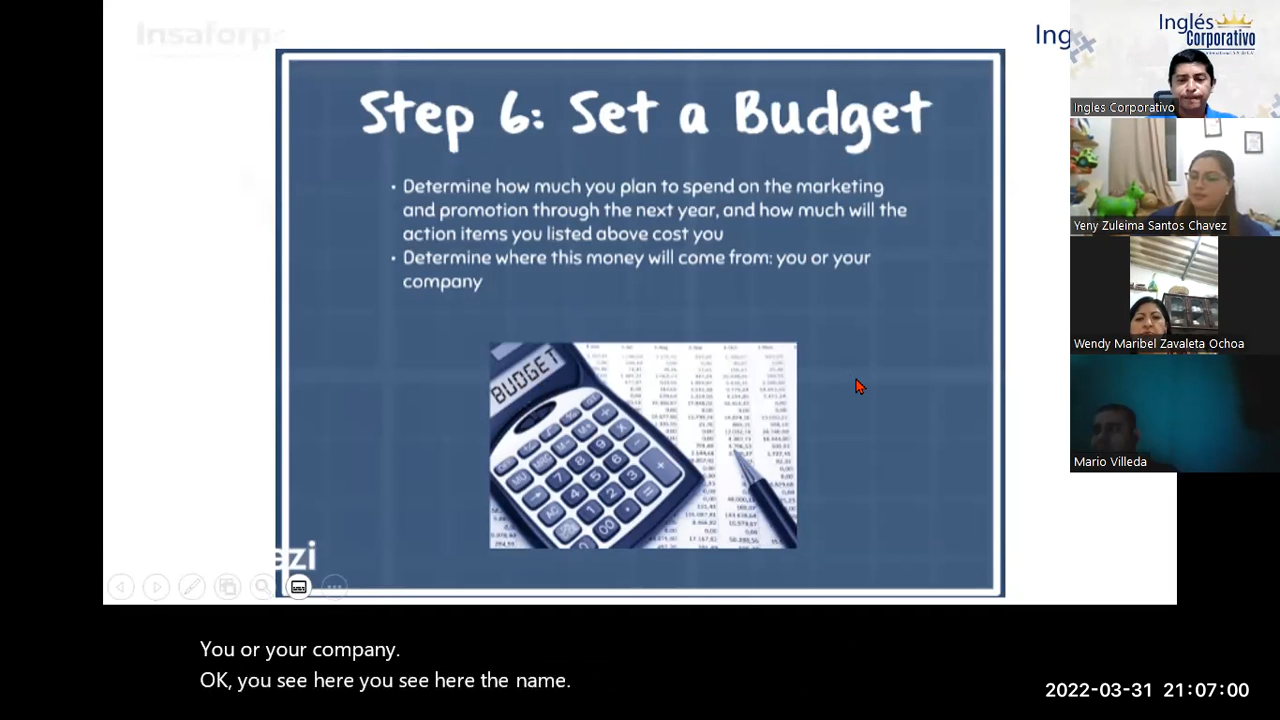 Insaforp
Ing
Inglés
Corporativo
Step 6: Set a Budget
• Determine how much you plan to spend on the marketing
and promotion through the next year, and how much will the
action items you listed above cost you
• Determine where this money will come from: you or your
company
BUDGET
zi
Ingles Corporativo
Yeny Zuleima Santos Chavez
Wendy Maribel Zavaleta Ochoa
Mario Villeda
You or your company.
OK, you see here you see here the name.
2022-03-31 21:07:00